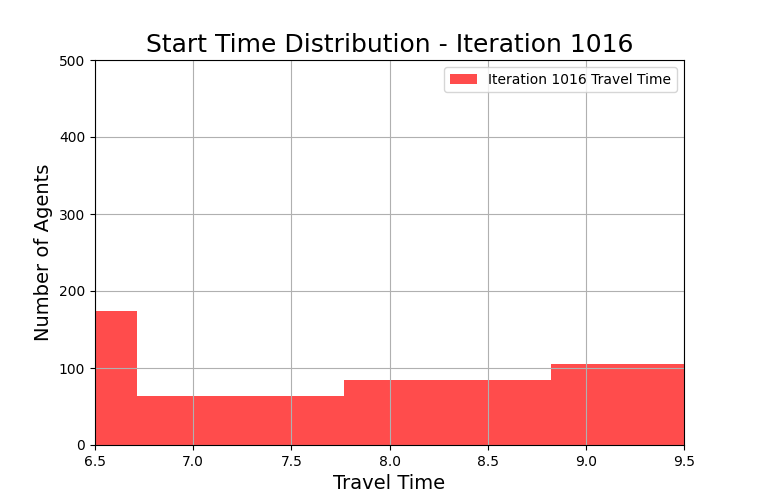 Start Time Distribution - Iteration 1016
500
Iteration 1016 Travel Time
400
300
200
100
0
Number of Agents
6.5 7.0 7.5 8.0 8.5 9.0 9.5
Travel Time